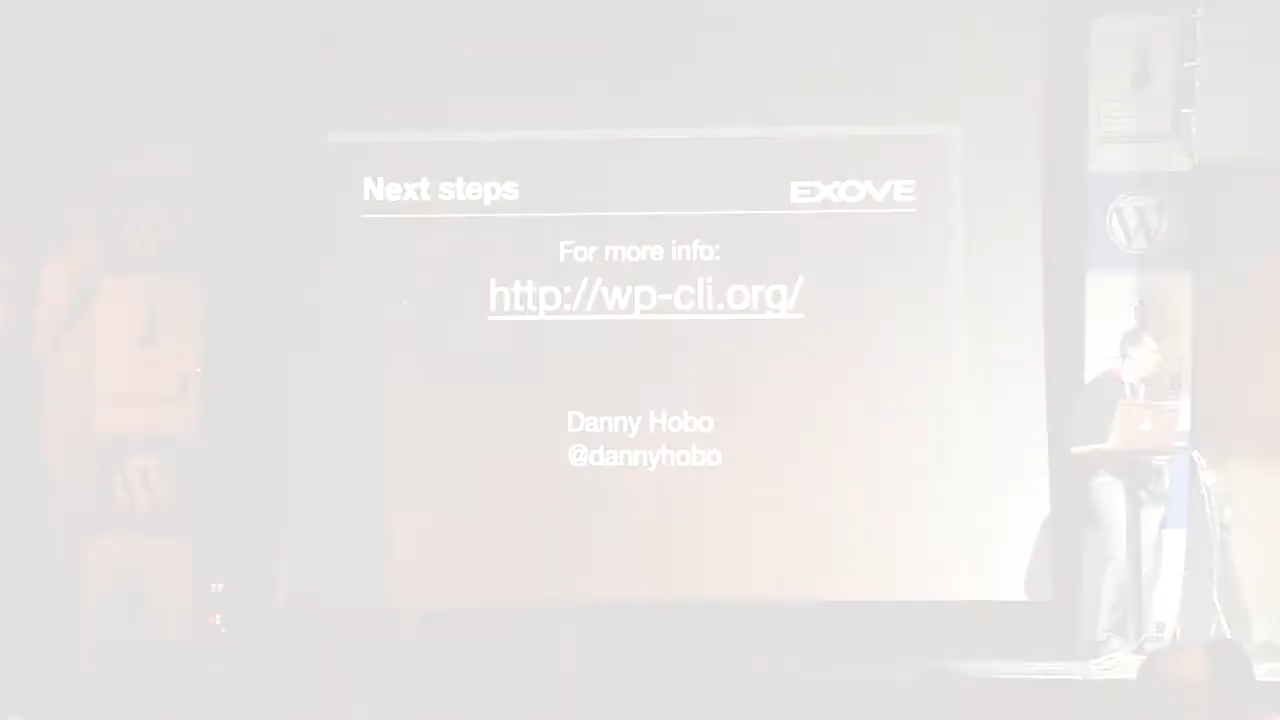 Next steps
EXOVE
For more info:
http://wp-cli.org/
Danny Hobo
@dannyhobo